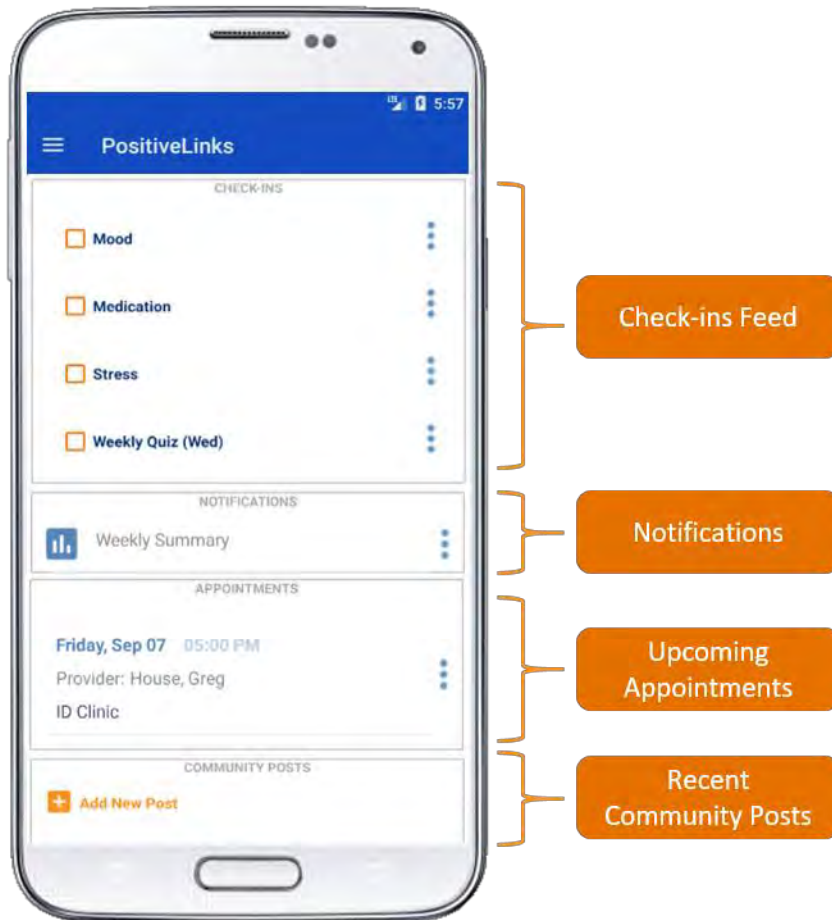 LTE 5:57
PositiveLinks
CHECK-INS
Mood
Medication
Stress
Weekly Quiz (Wed)
NOTIFICATIONS
Weekly Summary
APPOINTMENTS
Friday, Sep 07 05:00 PM
Provider: House, Greg
ID Clinic
COMMUNITY POSTS
Add New Post
Check-ins Feed
Notifications
Upcoming
Appointments
Recent
Community Posts